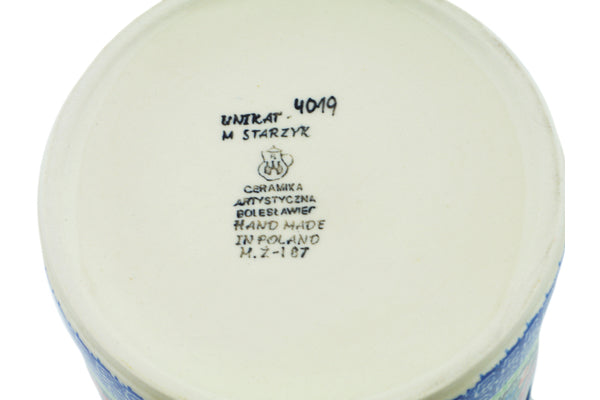 UNIKAT. 4019
M STARZYK
CERAMIKA
ARTYSTYCZNA
BOLESŁAWIEC
HAND MADE
IN POLAND
M.Z-187